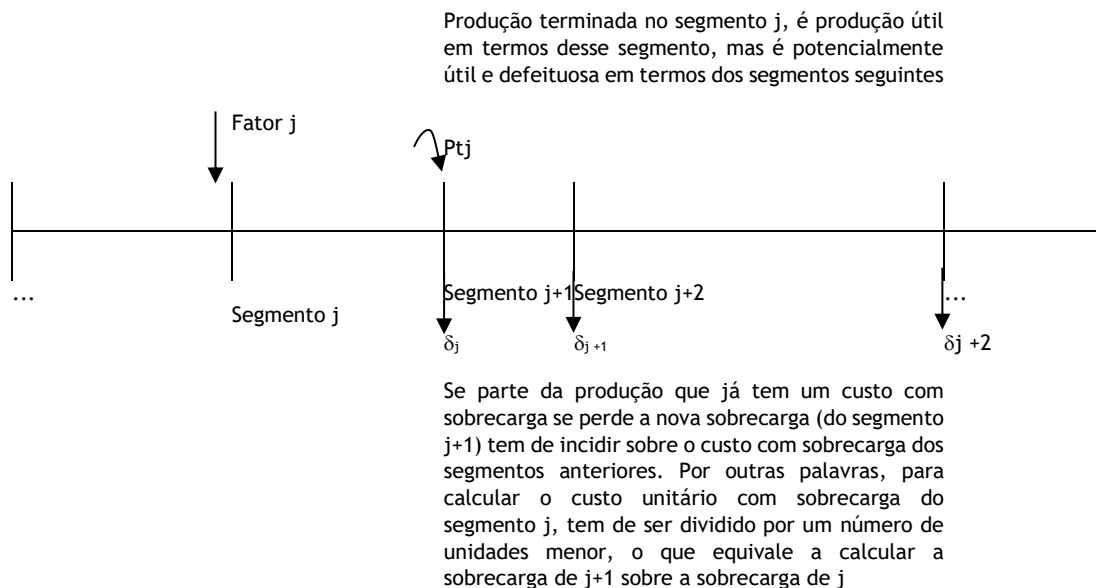 Produção terminada no segmento j, é produção útil
em termos desse segmento, mas é potencialmente
útil e defeituosa em termos dos segmentos seguintes
Fator j
Ptj
...
Segmento j
Segmento j+1
Segmento j+2
...
δj
δj +1
δj +2
Se parte da produção que já tem um custo com
sobrecarga se perde a nova sobrecarga (do segmento
j+1) tem de incidir sobre o custo com sobrecarga dos
segmentos anteriores. Por outras palavras, para
calcular o custo unitário com sobrecarga do
segmento j, tem de ser dividido por um número de
unidades menor, o que equivale a calcular a
sobrecarga de j+1 sobre a sobrecarga de j